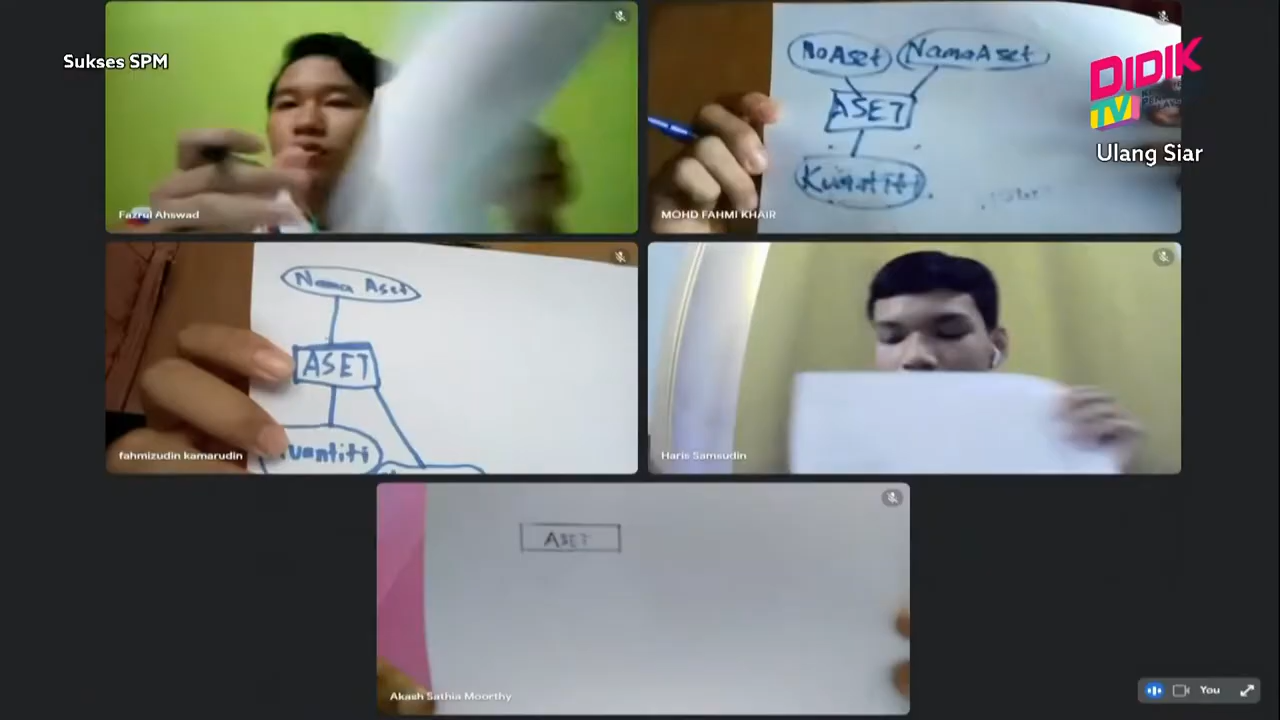 Sukses SPM
DIDIK
TV
Ulang Siar
Fazrul Ahswad
NoAset
NamaAset
ASET
Kuantiti
MOHD FAHMI KHAIR
Nama Aset
ASET
uantiti
fahmizudin kamarudin
Haris Samsudin
ASET
Akash Sathia Moorthy
You